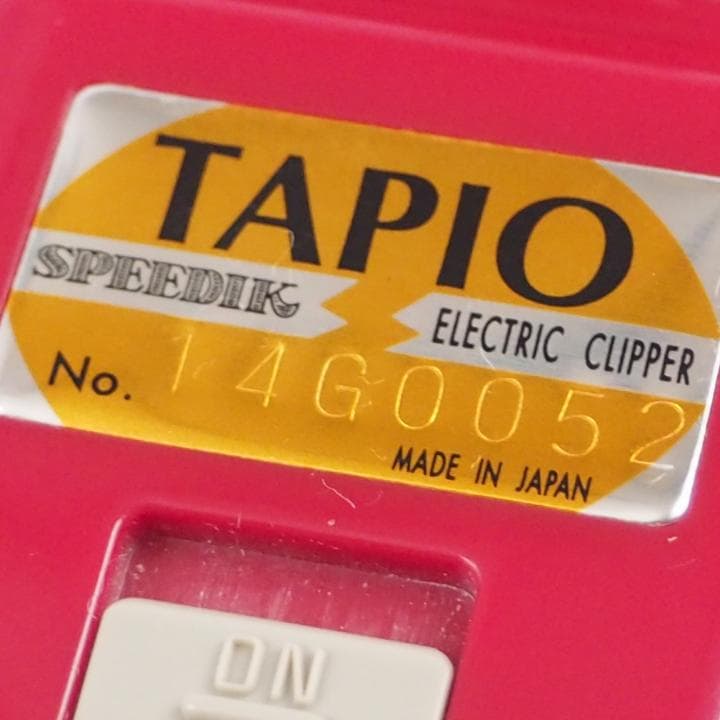 TAPIO
SPEEDIK ELECTRIC CLIPPER
No. 14G0052
MADE IN JAPAN
ON